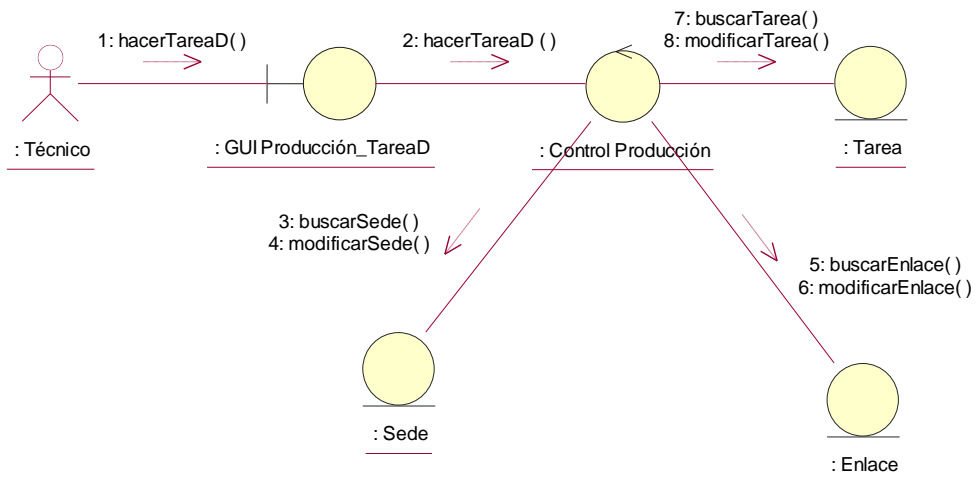 1: hacerTareaD( )
2: hacerTareaD ( )
7: buscarTarea( )
8: modificarTarea( )
: Técnico
: GUI Producción_TareaD
: Control Producción
: Tarea
3: buscarSede( )
4: modificarSede( )
5: buscarEnlace( )
6: modificarEnlace( )
: Sede
: Enlace